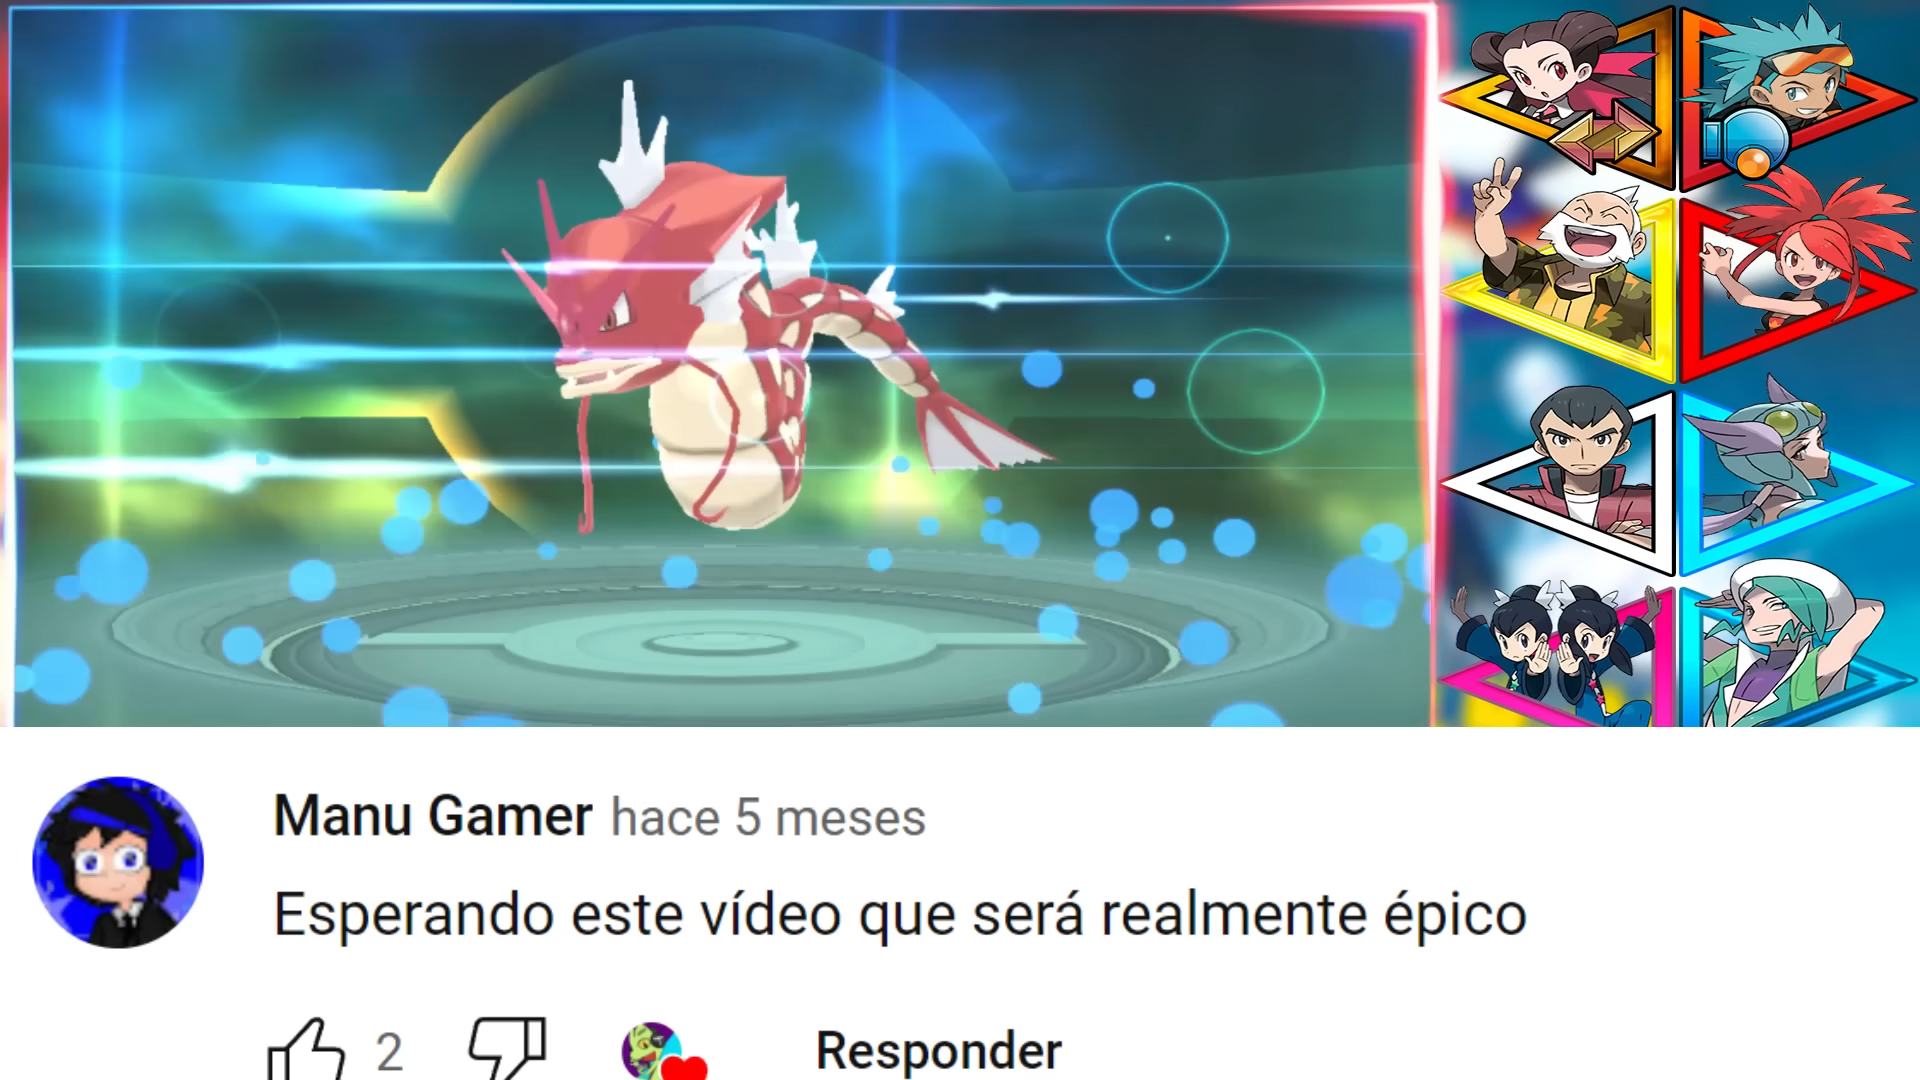 Manu Gamer hace 5 meses
Esperando este vídeo que será realmente épico
2
Responder